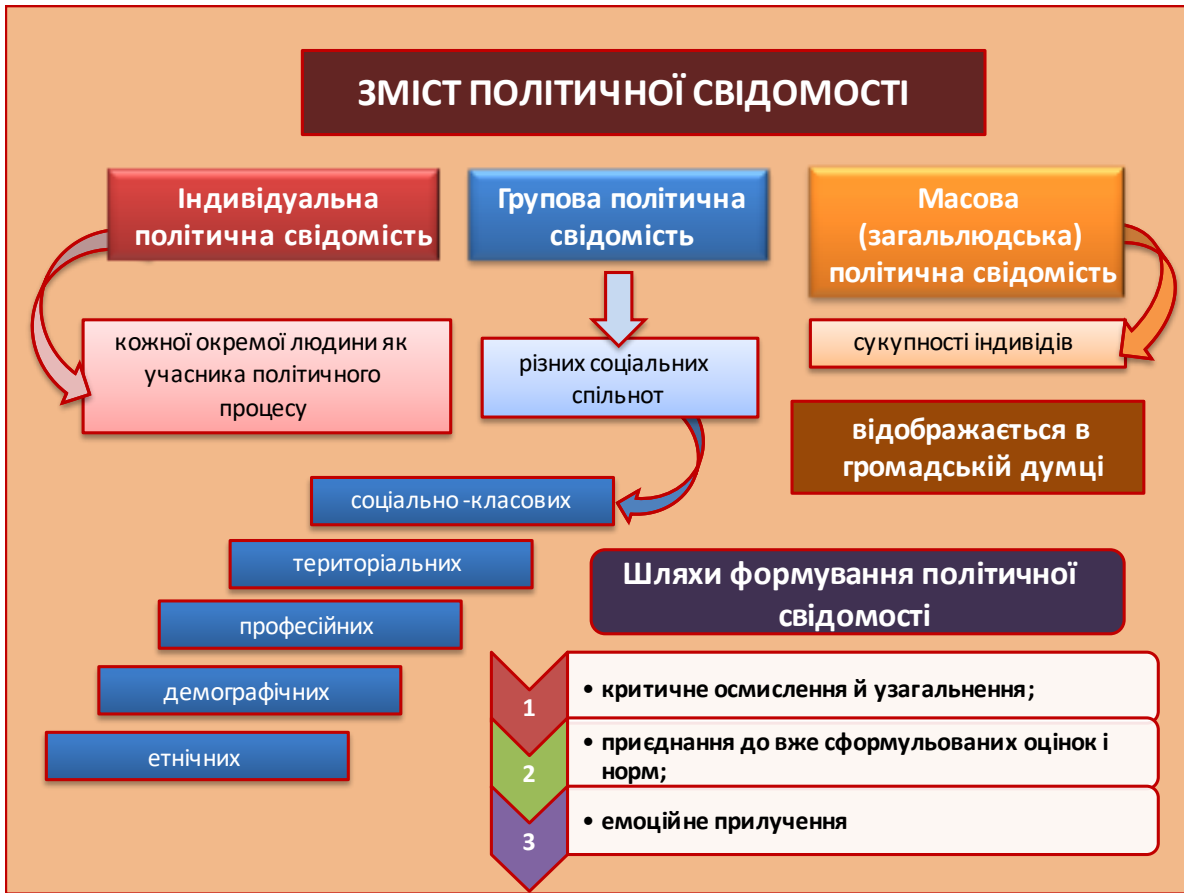 ЗМІСТ ПОЛІТИЧНОЇ СВІДОМОСТІ
Індивідуальна
політична свідомість
Групова політична
свідомість
Масова
(загальлюдська)
політична свідомість
кожної окремої людини як
учасника політичного
процесу
різних соціальних
спільнот
сукупності індивідів
відображається в
громадській думці
соціально -класових
територіальних
професійних
демографічних
етнічних
Шляхи формування політичної
свідомості
1
• критичне осмислення й узагальнення;
2
• приєднання до вже сформульованих оцінок і
норм;
3
• емоційне прилучення